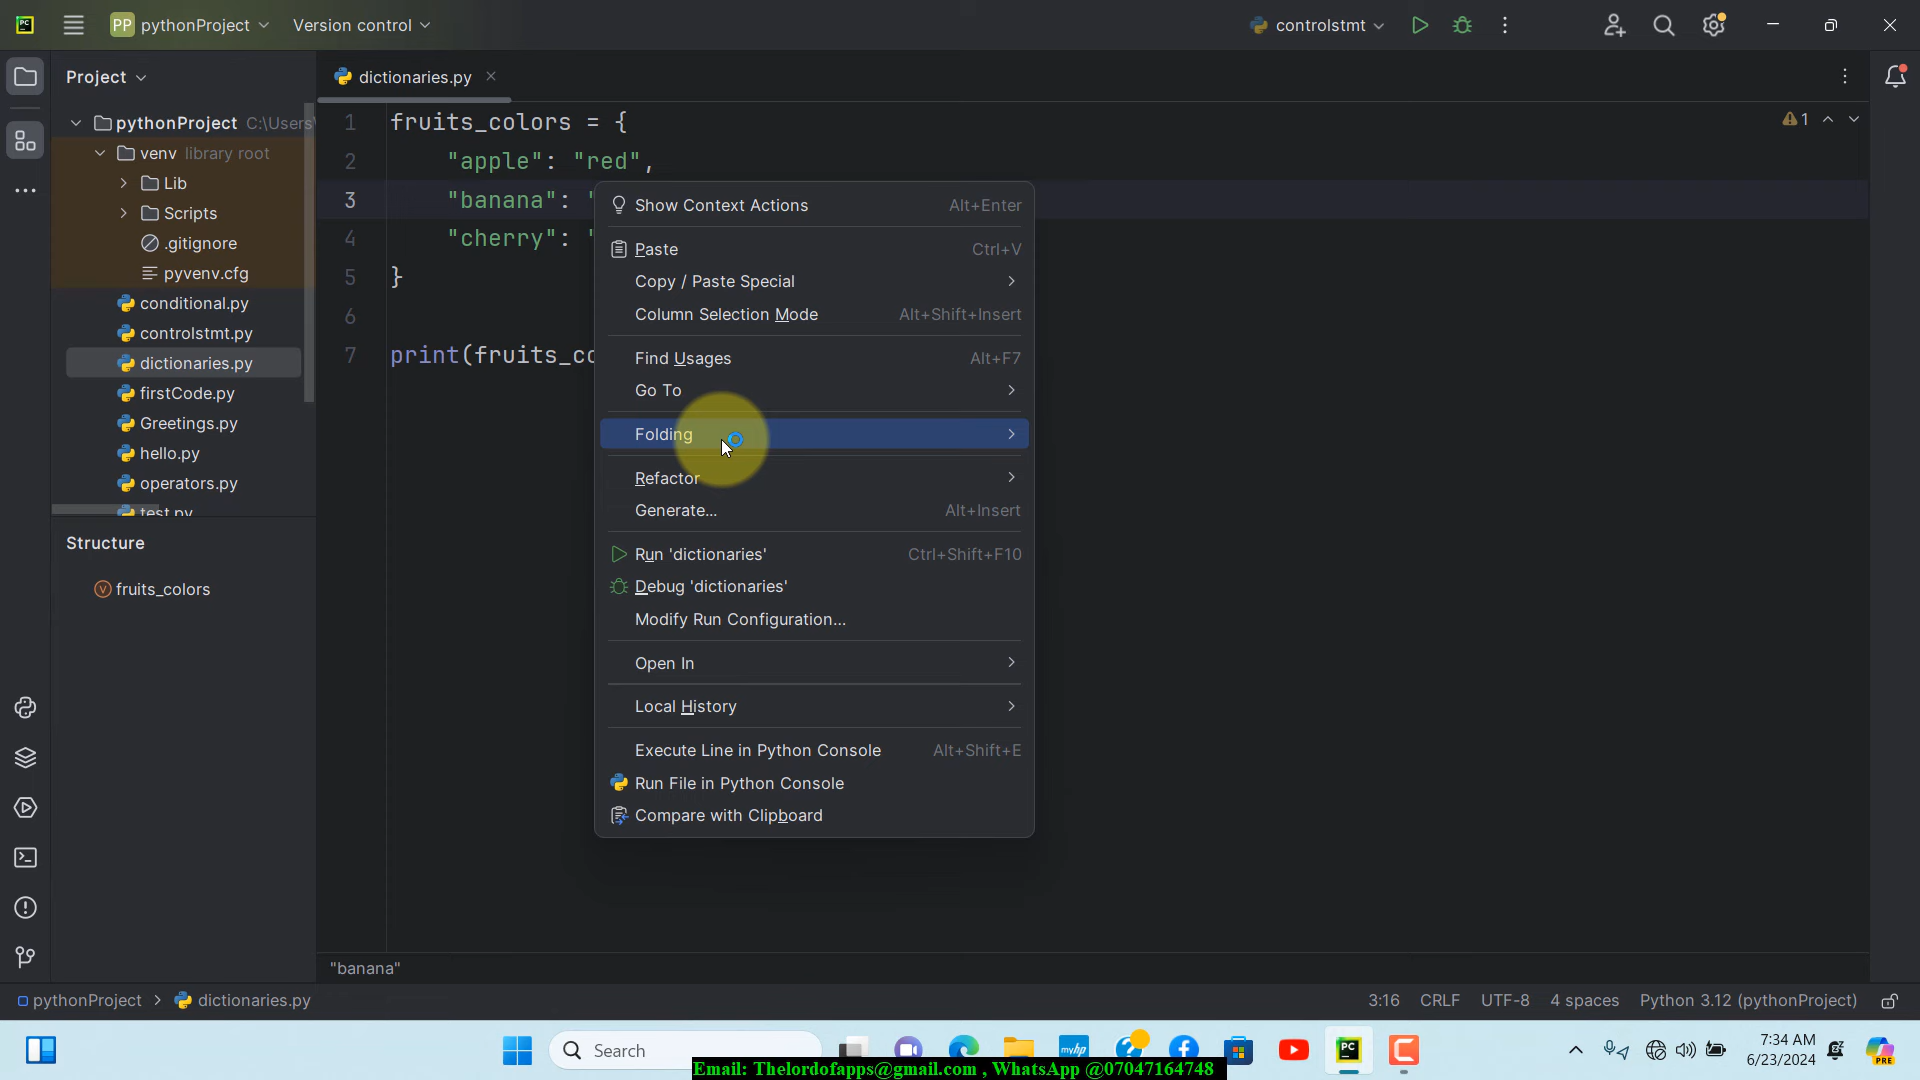 PP pythonProject Version control controlstmt
Project
dictionaries.py
pythonProject C:\Users\
venv library root
Lib
Scripts
.gitignore
pyvenv.cfg
conditional.py
controlstmt.py
dictionaries.py
firstCode.py
Greetings.py
hello.py
operators.py
test.py
Structure
fruits_colors
1 fruits_colors = {
2 "apple": "red",
3 "banana": "
4 "cherry": "
5 }
6
7 print(fruits_co
1
Show Context Actions Alt+Enter
Paste Ctrl+V
Copy / Paste Special
Column Selection Mode Alt+Shift+Insert
Find Usages Alt+F7
Go To
Folding
Refactor
Generate... Alt+Insert
Run 'dictionaries' Ctrl+Shift+F10
Debug 'dictionaries'
Modify Run Configuration...
Open In
Local History
Execute Line in Python Console Alt+Shift+E
Run File in Python Console
Compare with Clipboard
"banana"
pythonProject > dictionaries.py 3:16 CRLF UTF-8 4 spaces Python 3.12 (pythonProject)
Search
myhp
7:34 AM
6/23/2024
PRE
Email: Thelordofapps@gmail.com , WhatsApp @07047164748